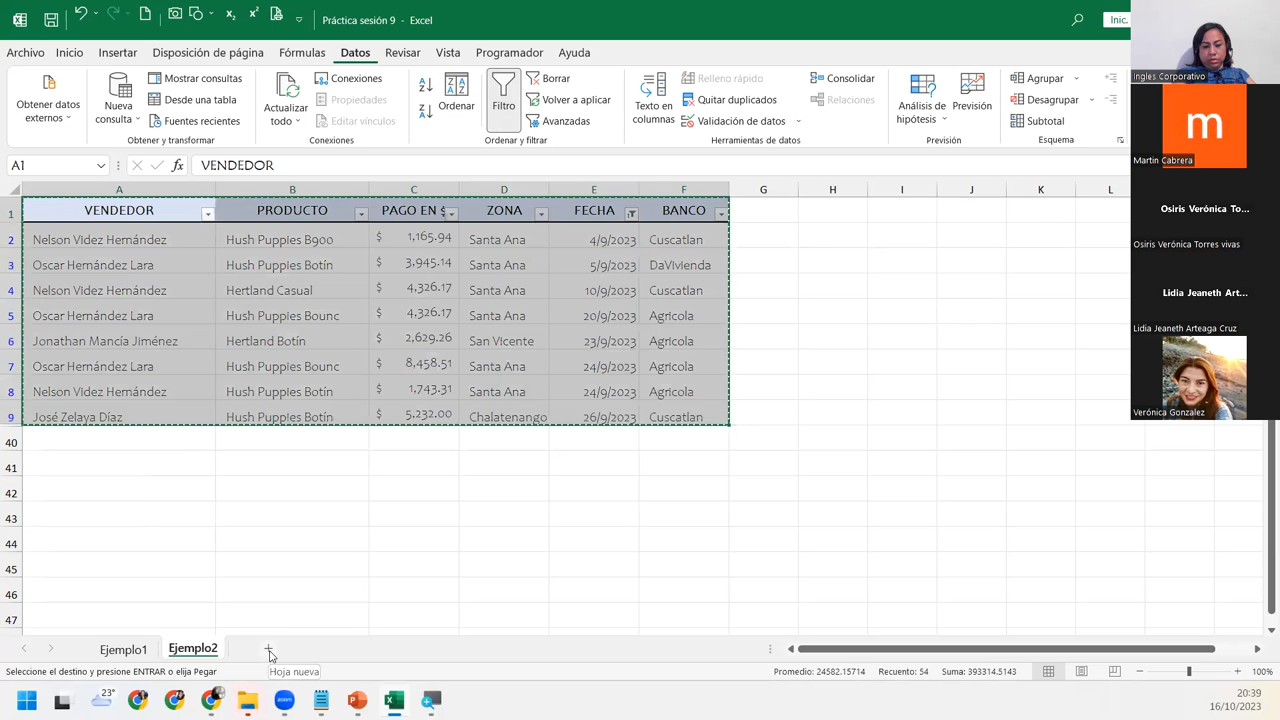 Práctica sesión 9 - Excel
Inic.
Archivo Inicio Insertar Disposición de página Fórmulas Datos Revisar Vista Programador Ayuda
Obtener datos externos
Nueva consulta
Mostrar consultas
Desde una tabla
Fuentes recientes
Obtener y transformar
Actualizar todo
Conexiones
Propiedades
Editar vínculos
Conexiones
Ordenar
Filtro
Borrar
Volver a aplicar
Avanzadas
Ordenar y filtrar
Texto en columnas
Relleno rápido
Quitar duplicados
Validación de datos
Consolidar
Relaciones
Herramientas de datos
Análisis de hipótesis
Previsión
Previsión
Agrupar
Desagrupar
Subtotal
Esquema
A1 fx VENDEDOR
A B C D E F G H I J K L
1 VENDEDOR PRODUCTO PAGO EN $ ZONA FECHA BANCO
2 Nelson VIdez Hernández Hush Puppies B900 $ 1,165.94 Santa Ana 4/9/2023 Cuscatlan
3 Oscar Hernández Lara Hush Puppies Botín $ 3,945.14 Santa Ana 5/9/2023 DaVivienda
4 Nelson VIdez Hernández Hertland Casual $ 4,326.17 Santa Ana 10/9/2023 Cuscatlan
5 Oscar Hernández Lara Hush Puppies Bounc $ 4,326.17 Santa Ana 20/9/2023 Agricola
6 Jonathan Mancía Jiménez Hertland Botín $ 2,629.26 San Vicente 23/9/2023 Agricola
7 Oscar Hernández Lara Hush Puppies Bounc $ 8,458.51 Santa Ana 24/9/2023 Agricola
8 Nelson VIdez Hernández Hush Puppies Botín $ 1,743.31 Santa Ana 24/9/2023 Agricola
9 José Zelaya Díaz Hush Puppies Botín $ 5,232.00 Chalatenango 26/9/2023 Cuscatlan
40
41
42
43
44
45
46
47
Ejemplo1 Ejemplo2
Hoja nueva
Seleccione el destino y presione ENTRAR o elija Pegar
Promedio: 24582.15714 Recuento: 54 Suma: 393314.5143
100%
23°
zoom
20:39
16/10/2023
Ingles Corporativo
m
Martin Cabrera
Osiris Verónica To...
Osiris Verónica Torres vivas
Lidia Jeaneth Art...
Lidia Jeaneth Arteaga Cruz
Verónica Gonzalez